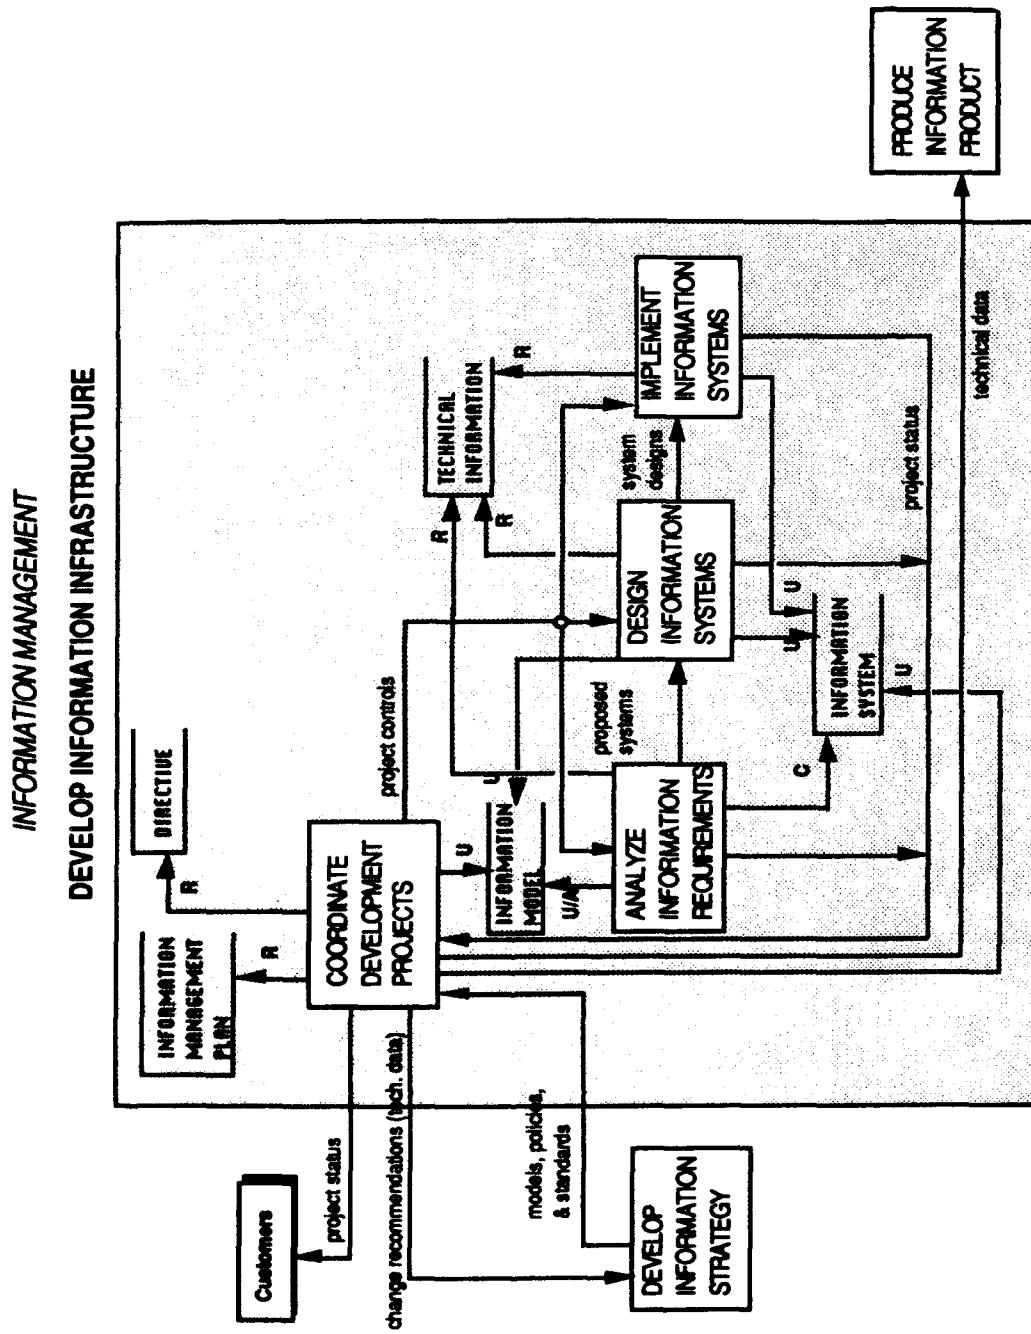 INFORMATION MANAGEMENT
DEVELOP INFORMATION INFRASTRUCTURE
Customers
project status
change recommendations (tech. data)
models, policies,
& standards
DEVELOP
INFORMATION
STRATEGY
INFORMATION
MANAGEMENT
PLAN
R
DIRECTIVE
R
COORDINATE
DEVELOPMENT
PROJECTS
project controls
U
INFORMATION
MODEL
U
U/A
ANALYZE
INFORMATION
REQUIREMENTS
proposed
systems
C
TECHNICAL
INFORMATION
R
R
R
DESIGN
INFORMATION
SYSTEMS
system
designs
U
U
INFORMATION
SYSTEM
U
IMPLEMENT
INFORMATION
SYSTEMS
project status
technical data
PRODUCE
INFORMATION
PRODUCT